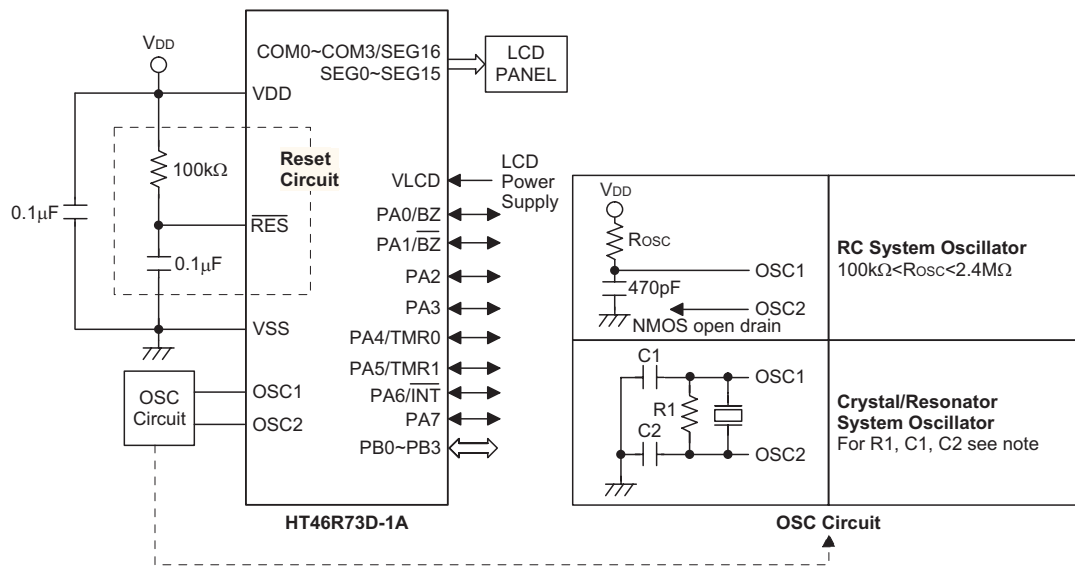 VDD
COM0~COM3/SEG16
SEG0~SEG15
LCD
PANEL
VDD
100kΩ
Reset
Circuit
0.1µF
RES
0.1µF
VSS
OSC
Circuit
OSC1
OSC2
VLCD
LCD
Power
Supply
PA0/BZ
PA1/BZ
PA2
PA3
PA4/TMR0
PA5/TMR1
PA6/INT
PA7
PB0~PB3
HT46R73D-1A
VDD
ROSC
OSC1
470pF
OSC2
NMOS open drain
RC System Oscillator
100kΩ<ROSC<2.4MΩ
C1
OSC1
R1
C2
OSC2
Crystal/Resonator
System Oscillator
For R1, C1, C2 see note
OSC Circuit